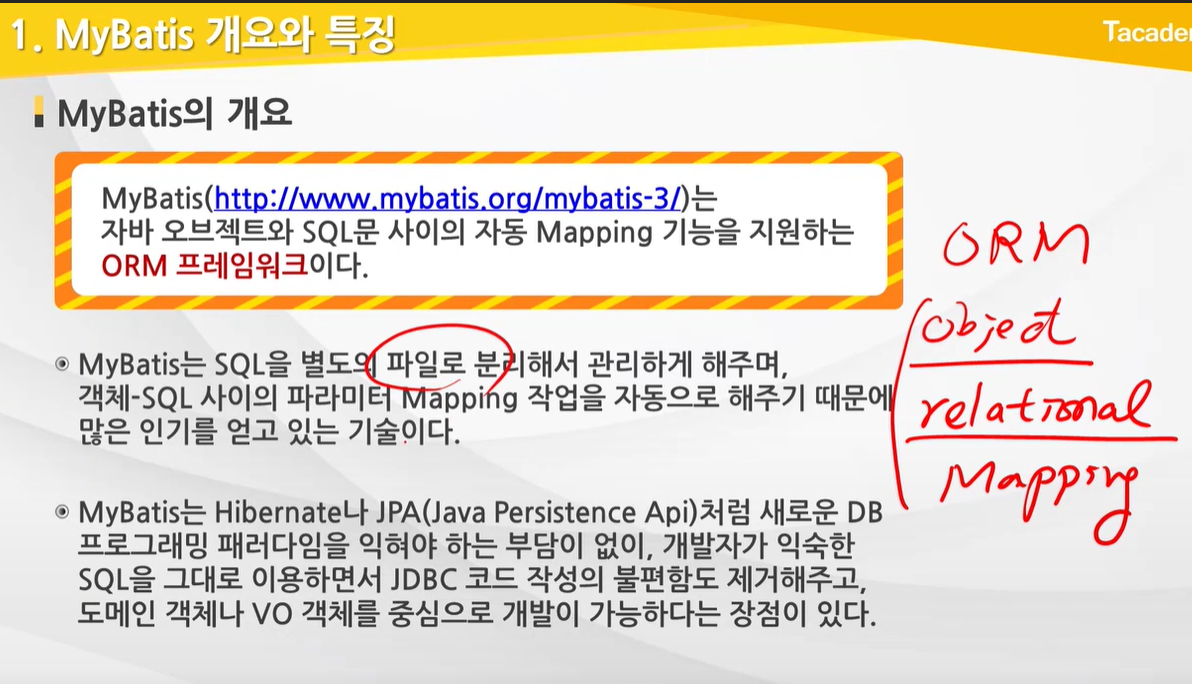 1. MyBatis 개요와 특징
Tacade
MyBatis의 개요
MyBatis(http://www.mybatis.org/mybatis-3/)는
자바 오브젝트와 SQL문 사이의 자동 Mapping 기능을 지원하는
ORM 프레임워크이다.
MyBatis는 SQL을 별도의 파일로 분리해서 관리하게 해주며,
객체-SQL 사이의 파라미터 Mapping 작업을 자동으로 해주기 때문에
많은 인기를 얻고 있는 기술이다.
MyBatis는 Hibernate나 JPA(Java Persistence Api)처럼 새로운 DB
프로그래밍 패러다임을 익혀야 하는 부담이 없이, 개발자가 익숙한
SQL을 그대로 이용하면서 JDBC 코드 작성의 불편함도 제거해주고,
도메인 객체나 VO 객체를 중심으로 개발이 가능하다는 장점이 있다.
ORM
Object
relational
Mapping